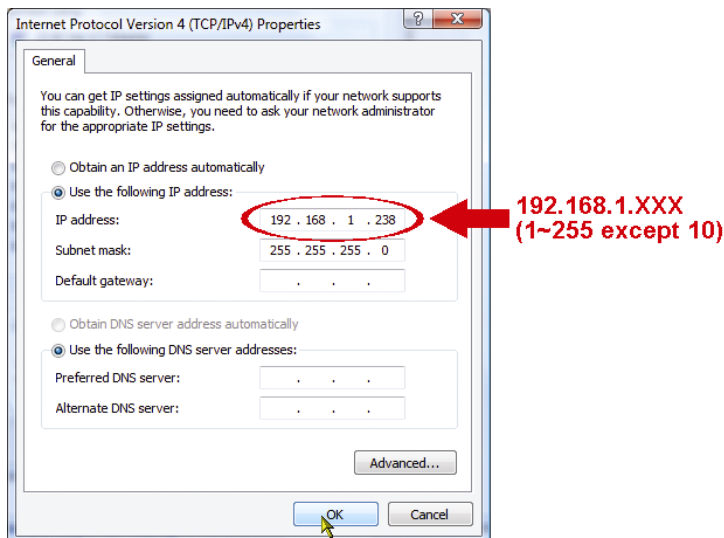 Internet Protocol Version 4 (TCP/IPv4) Properties
General
You can get IP settings assigned automatically if your network supports
this capability. Otherwise, you need to ask your network administrator
for the appropriate IP settings.
Obtain an IP address automatically
Use the following IP address:
IP address: 192 . 168 . 1 . 238
192.168.1.XXX
(1~255 except 10)
Subnet mask: 255 . 255 . 255 . 0
Default gateway: . . .
Obtain DNS server address automatically
Use the following DNS server addresses:
Preferred DNS server: . . .
Alternate DNS server: . . .
Advanced...
OK Cancel